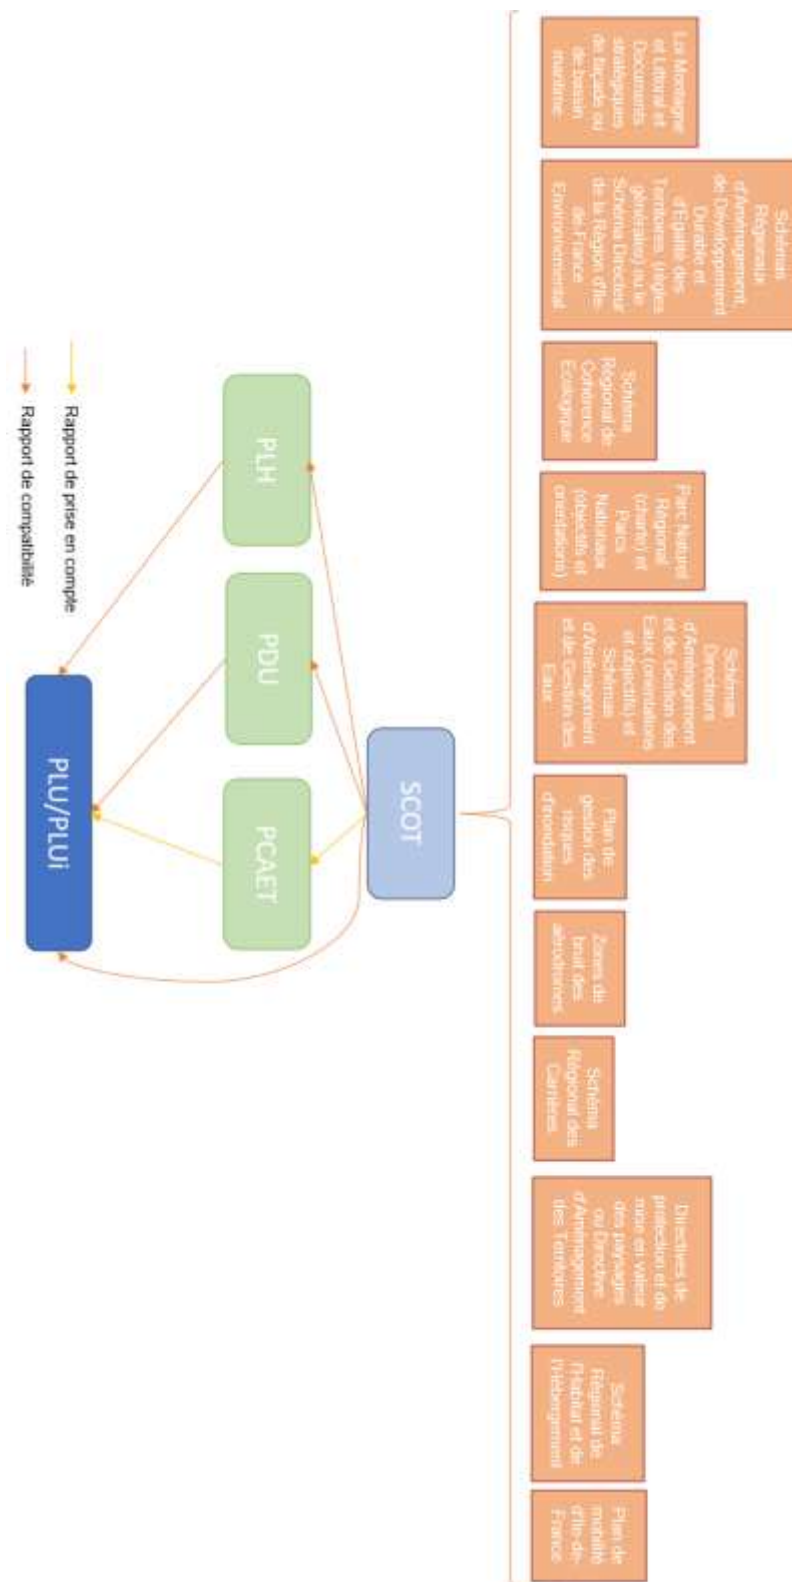 Loi Montagne
et Littoral et
Documents
stratégiques
de façade ou
de bassin
maritime
Schémas
Régionaux
d'Aménagement,
de Développement
Durable et
d'Egalité des
Territoires (règles
générales) ou le
Schéma Directeur
de la Région d'Ile-
de-France
Environnemental
Schéma
Régional de
Cohérence
Ecologique
Parc Naturel
Régional
(charte) et
Parcs
Nationaux
(objectifs et
orientations)
Schémas
Directeurs
d'Aménagement
et de Gestion des
Eaux (orientations
et objectifs) et
Schémas
d'Aménagement
et de Gestion des
Eaux
Plan de
gestion des
risques
d'inondation
Zones de
bruit des
aérodromes
Schéma
Régional des
Carrières
Directives de
protection et de
mise en valeur
des paysages
ou Directive
d'Aménagement
des Territoires
Schéma
Régional de
l'Habitat et de
l'Hébergement
Plan de
mobilité
d'Ile-de-
France
SCOT
PLH
PDU
PCAET
PLU/PLUi
Rapport de prise en compte
Rapport de compatibilité